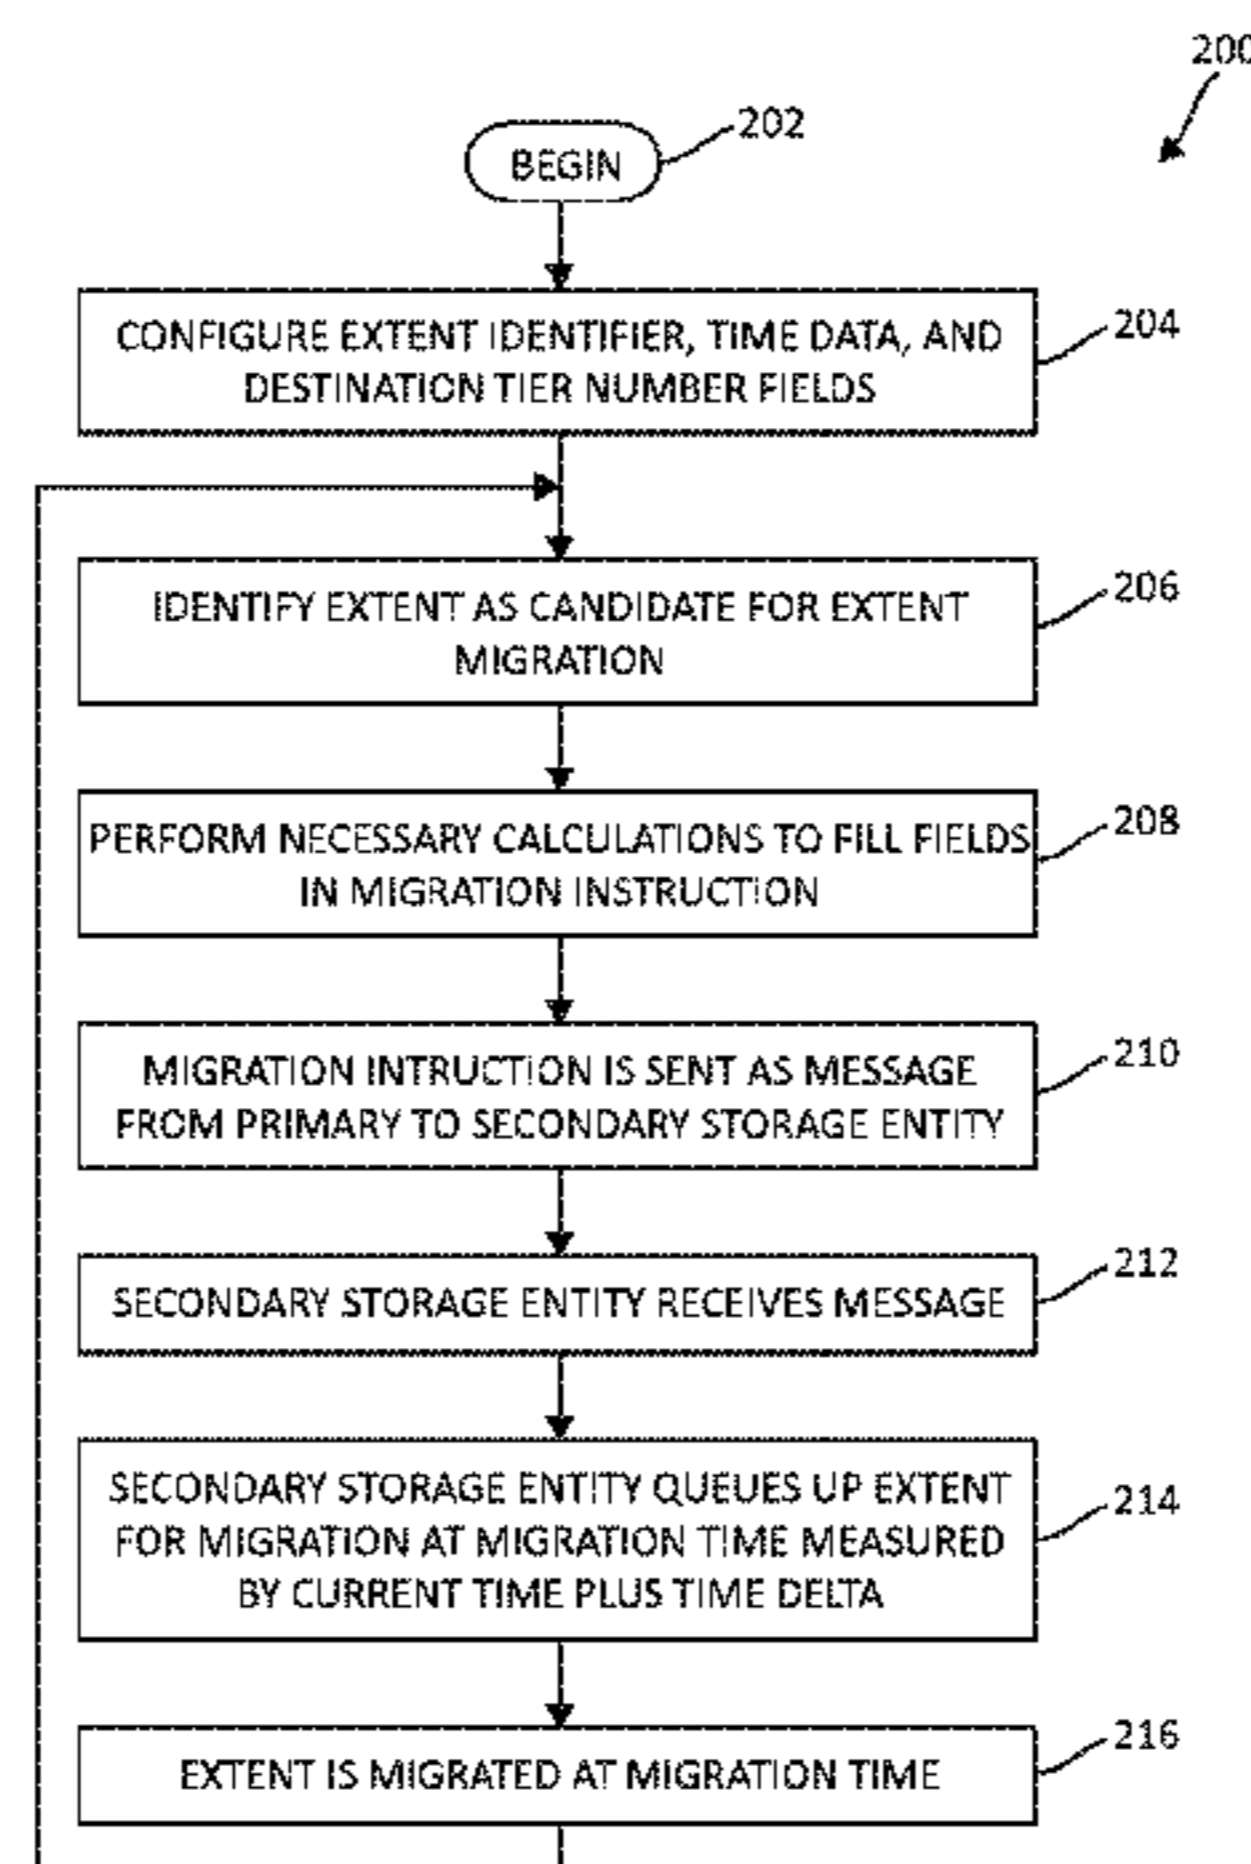 200
202
BEGIN
CONFIGURE EXTENT IDENTIFIER, TIME DATA, AND
DESTINATION TIER NUMBER FIELDS
204
IDENTIFY EXTENT AS CANDIDATE FOR EXTENT
MIGRATION
206
PERFORM NECESSARY CALCULATIONS TO FILL FIELDS
IN MIGRATION INSTRUCTION
208
MIGRATION INTRUCTION IS SENT AS MESSAGE
FROM PRIMARY TO SECONDARY STORAGE ENTITY
210
SECONDARY STORAGE ENTITY RECEIVES MESSAGE
212
SECONDARY STORAGE ENTITY QUEUES UP EXTENT
FOR MIGRATION AT MIGRATION TIME MEASURED
BY CURRENT TIME PLUS TIME DELTA
214
EXTENT IS MIGRATED AT MIGRATION TIME
216